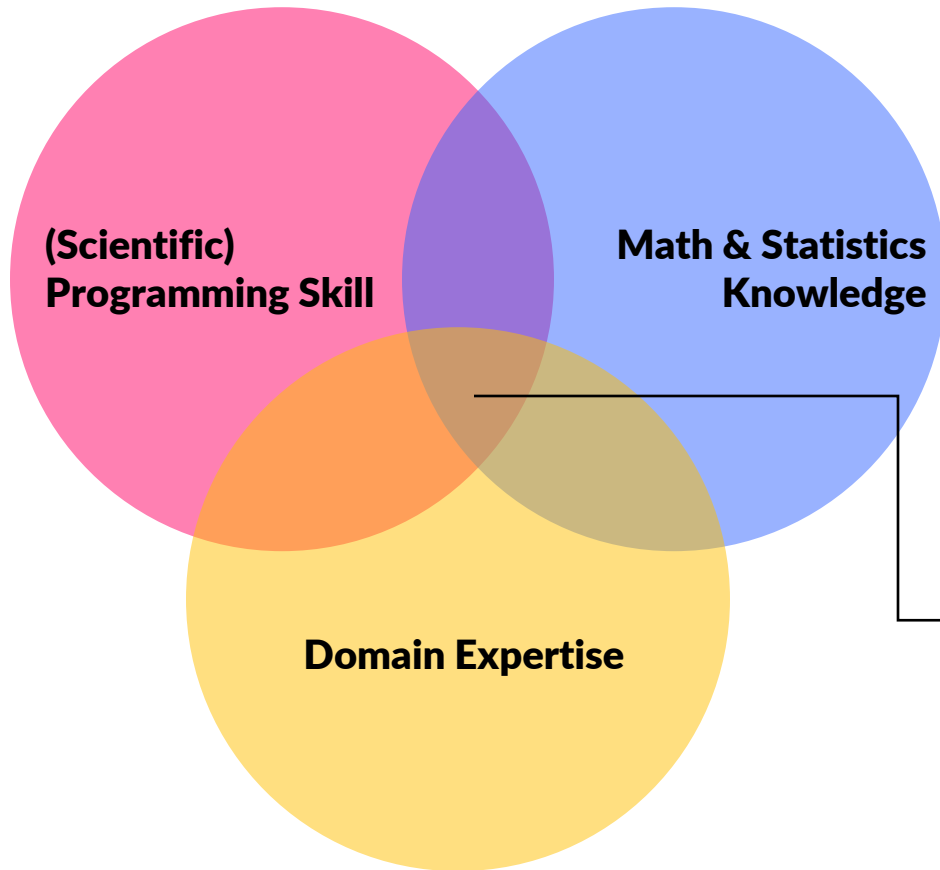 (Scientific)
Programming Skill
Math & Statistics
Knowledge
Domain Expertise